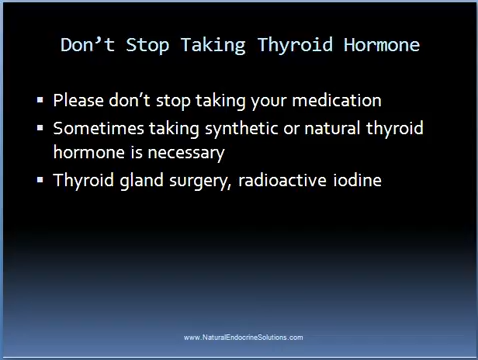 Don't Stop Taking Thyroid Hormone
▪ Please don't stop taking your medication
▪ Sometimes taking synthetic or natural thyroid
hormone is necessary
▪ Thyroid gland surgery, radioactive iodine
www.NaturalEndocrineSolutions.com